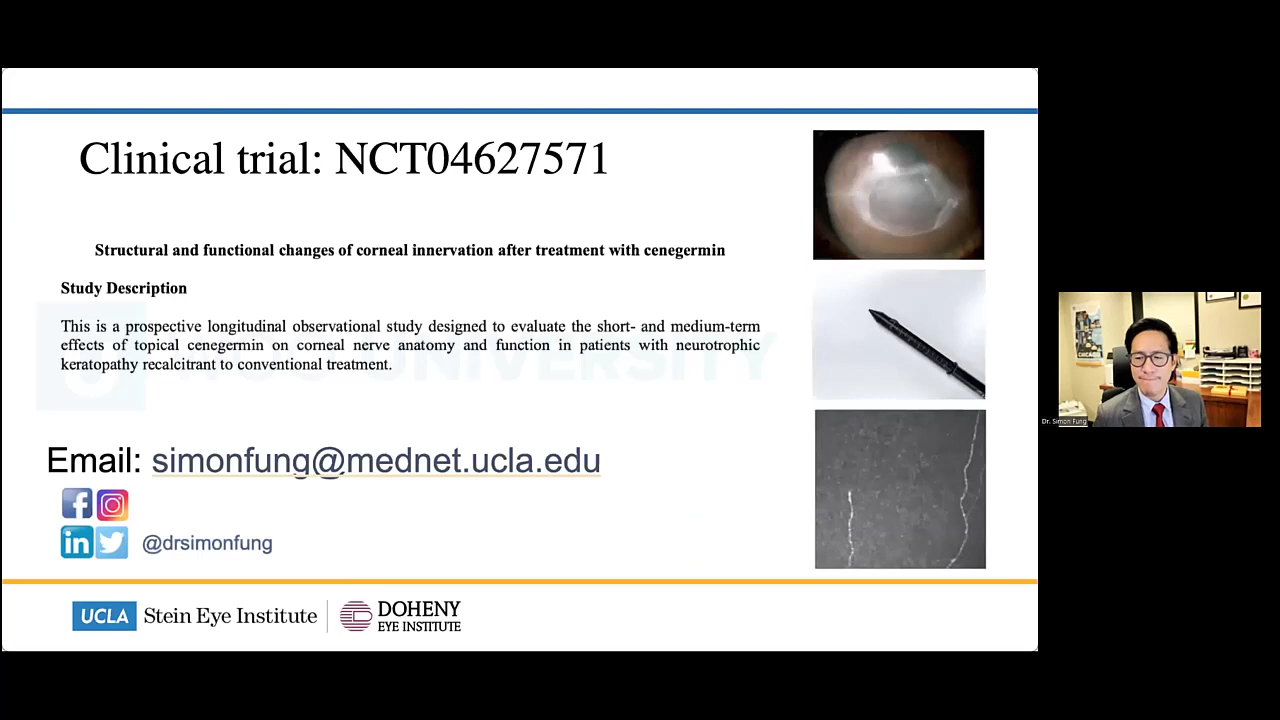 Clinical trial: NCT04627571
Structural and functional changes of corneal innervation after treatment with cenegermin
Study Description
This is a prospective longitudinal observational study designed to evaluate the short- and medium-term
effects of topical cenegermin on corneal nerve anatomy and function in patients with neurotrophic
keratopathy recalcitrant to conventional treatment.
Email: simonfung@mednet.ucla.edu
@drsimonfung
UCLA Stein Eye Institute
DOHENY
EYE INSTITUTE
Dr. Simon Fung